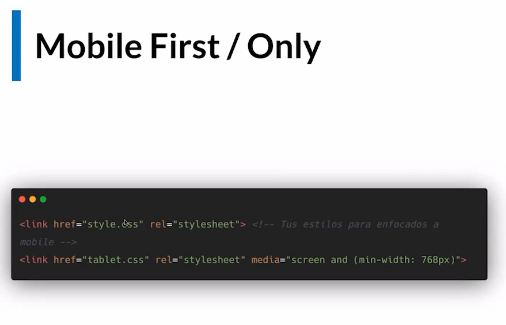 Mobile First / Only
<link href="style.css" rel="stylesheet"> <!-- Tus estilos para enfocados a
mobile -->
<link href="tablet.css" rel="stylesheet" media="screen and (min-width: 768px)">